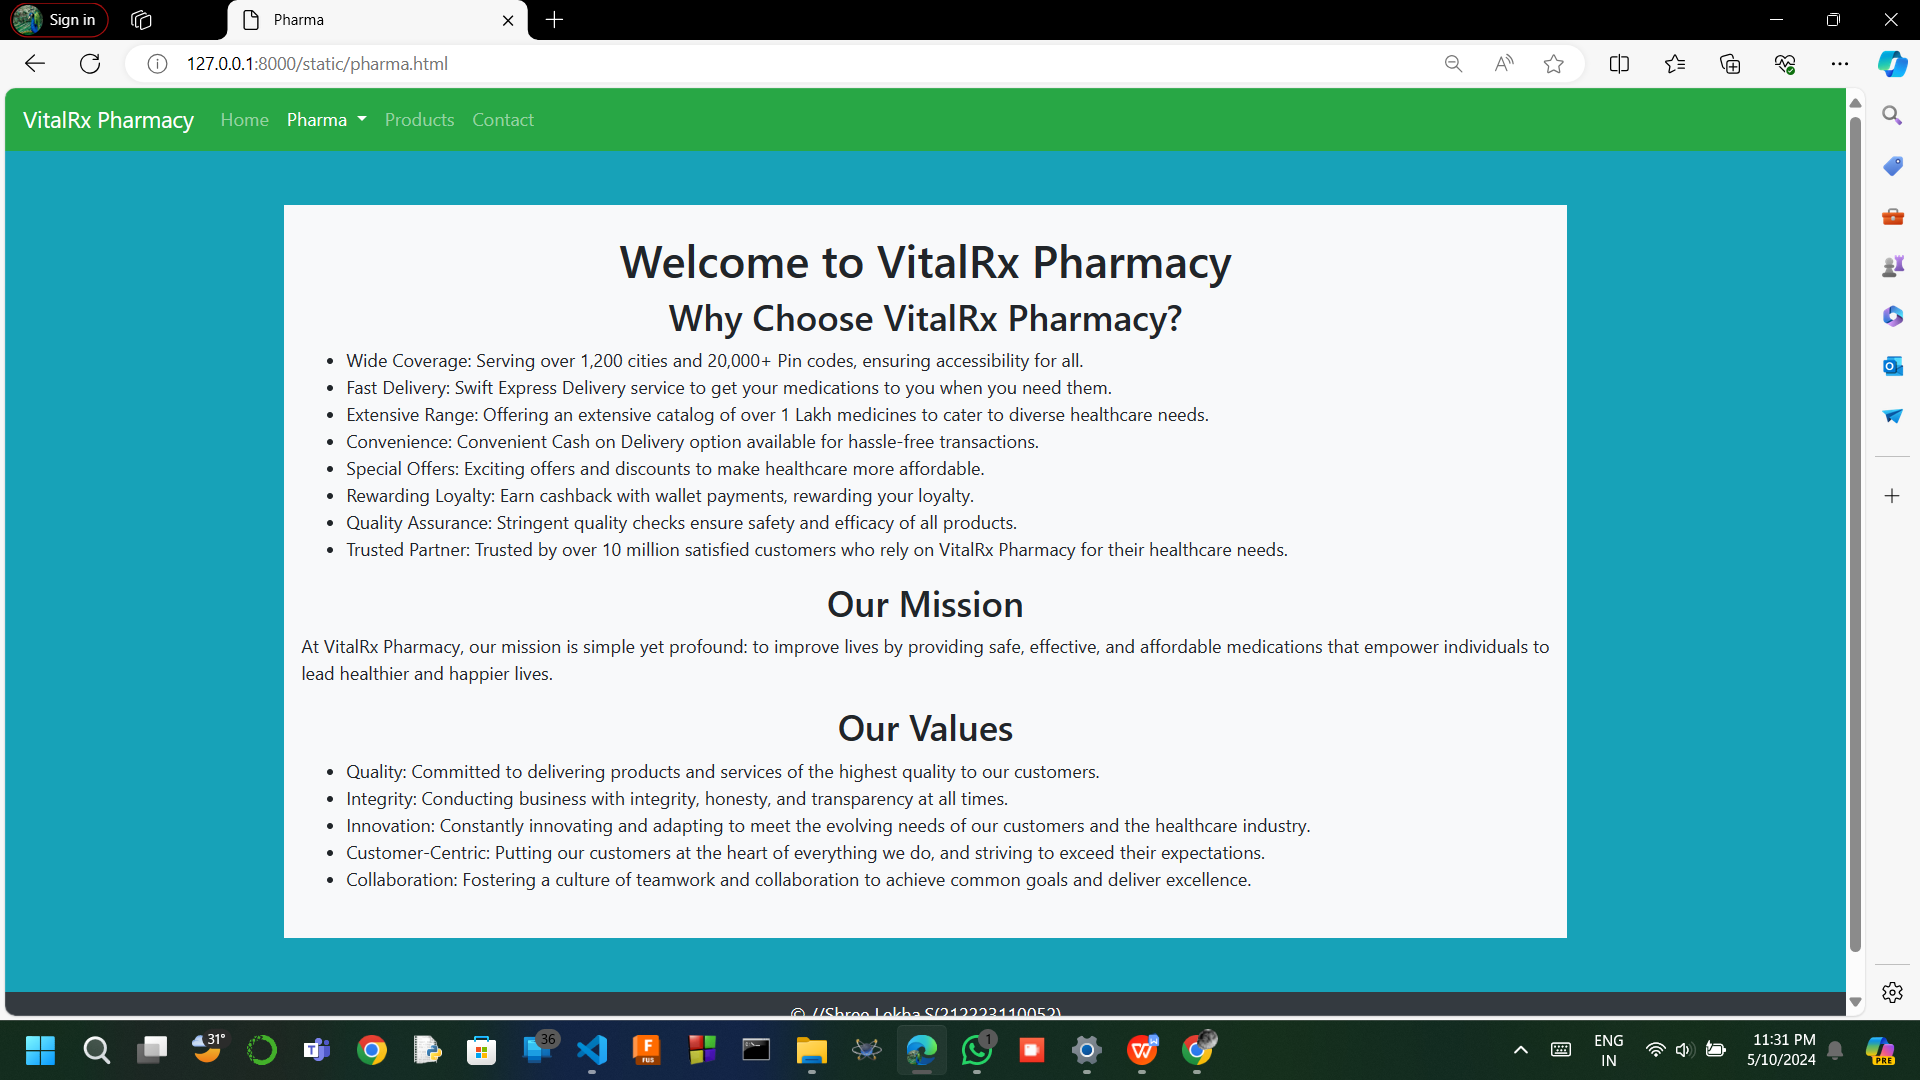 Sign in
Pharma
127.0.0.1:8000/static/pharma.html
VitalRx Pharmacy Home Pharma Products Contact
Welcome to VitalRx Pharmacy
Why Choose VitalRx Pharmacy?
• Wide Coverage: Serving over 1,200 cities and 20,000+ Pin codes, ensuring accessibility for all.
• Fast Delivery: Swift Express Delivery service to get your medications to you when you need them.
• Extensive Range: Offering an extensive catalog of over 1 Lakh medicines to cater to diverse healthcare needs.
• Convenience: Convenient Cash on Delivery option available for hassle-free transactions.
• Special Offers: Exciting offers and discounts to make healthcare more affordable.
• Rewarding Loyalty: Earn cashback with wallet payments, rewarding your loyalty.
• Quality Assurance: Stringent quality checks ensure safety and efficacy of all products.
• Trusted Partner: Trusted by over 10 million satisfied customers who rely on VitalRx Pharmacy for their healthcare needs.
Our Mission
At VitalRx Pharmacy, our mission is simple yet profound: to improve lives by providing safe, effective, and affordable medications that empower individuals to
lead healthier and happier lives.
Our Values
• Quality: Committed to delivering products and services of the highest quality to our customers.
• Integrity: Conducting business with integrity, honesty, and transparency at all times.
• Innovation: Constantly innovating and adapting to meet the evolving needs of our customers and the healthcare industry.
• Customer-Centric: Putting our customers at the heart of everything we do, and striving to exceed their expectations.
• Collaboration: Fostering a culture of teamwork and collaboration to achieve common goals and deliver excellence.
© //Shree Lekha.S(212223110052)
31°
36
F
FUS
1
W
ENG
IN
11:31 PM
5/10/2024
PRE